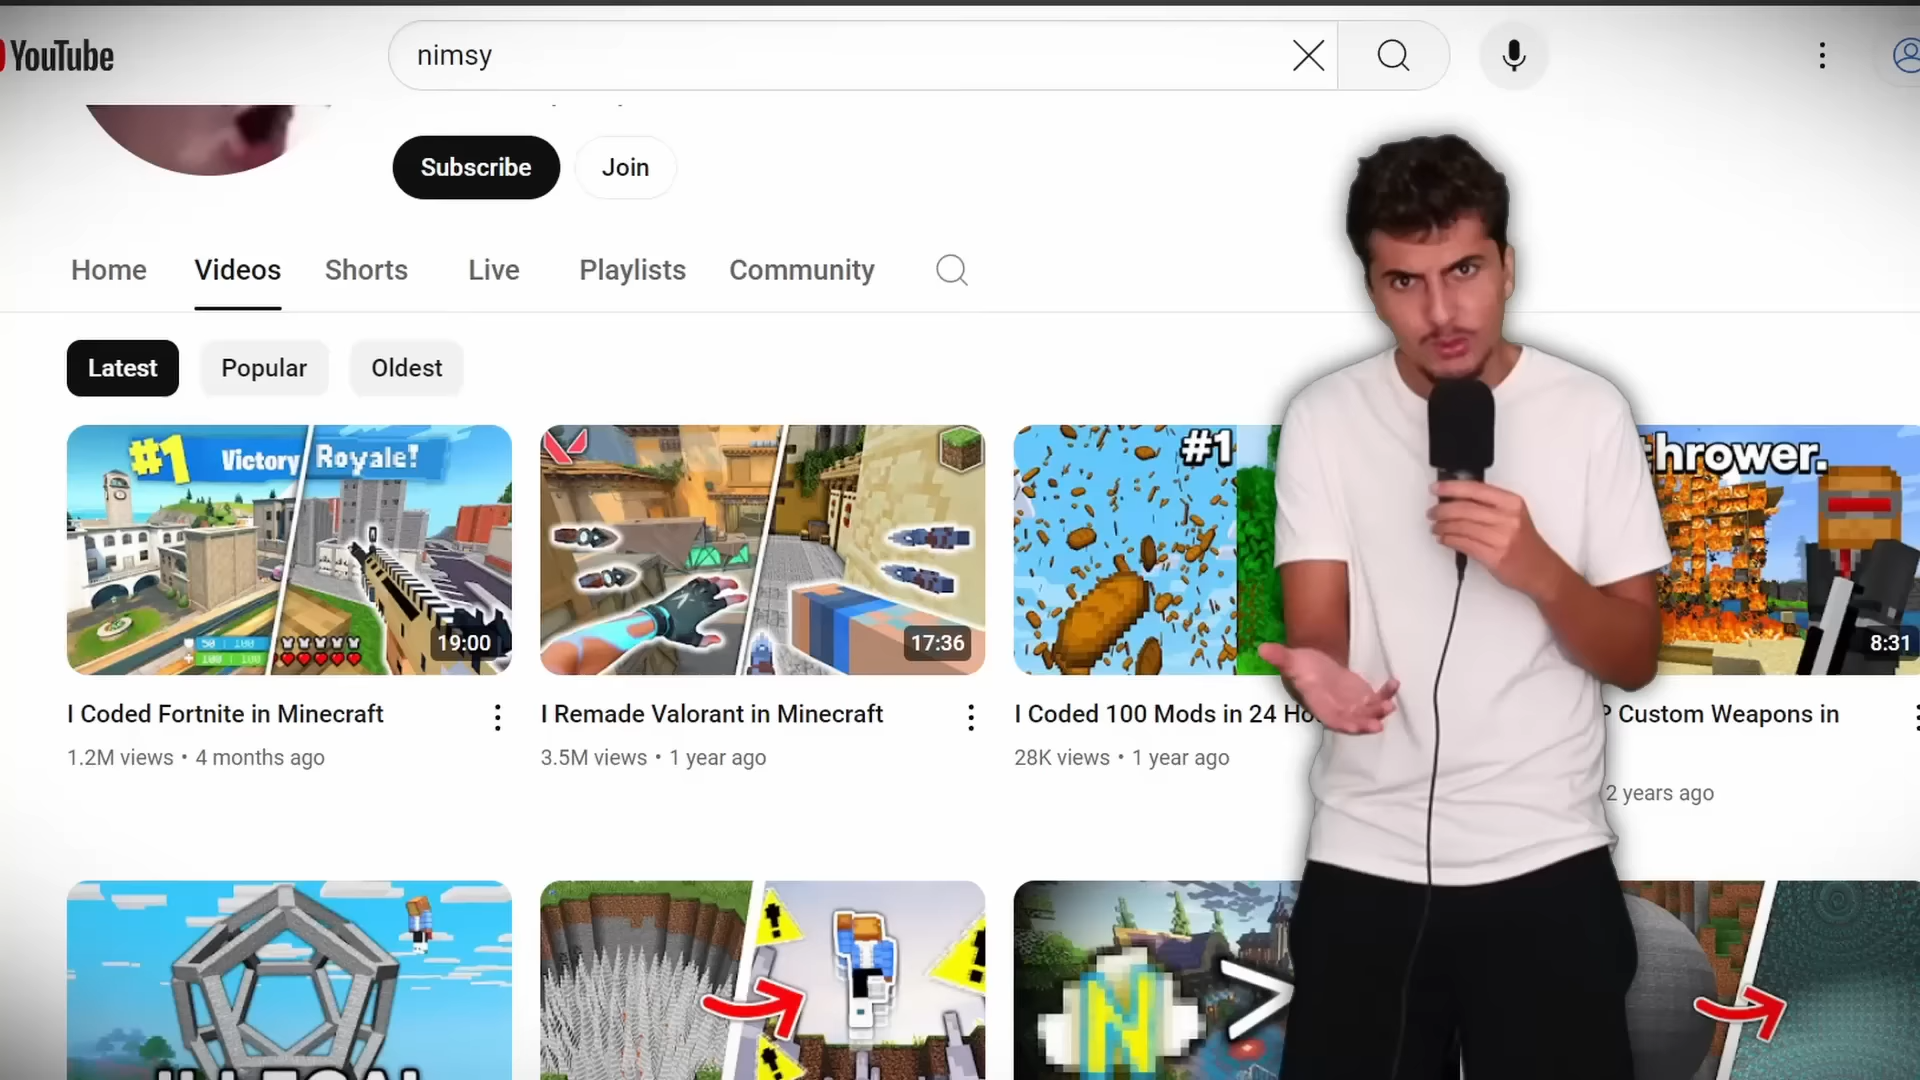 YouTube
nimsy
Subscribe
Join
Home
Videos
Shorts
Live
Playlists
Community
Latest
Popular
Oldest
#1 Victory Royale!
19:00
17:36
#1
thrower.
8:31
I Coded Fortnite in Minecraft
1.2M views • 4 months ago
I Remade Valorant in Minecraft
3.5M views • 1 year ago
I Coded 100 Mods in 24 Ho
28K views • 1 year ago
P Custom Weapons in
2 years ago
N
>